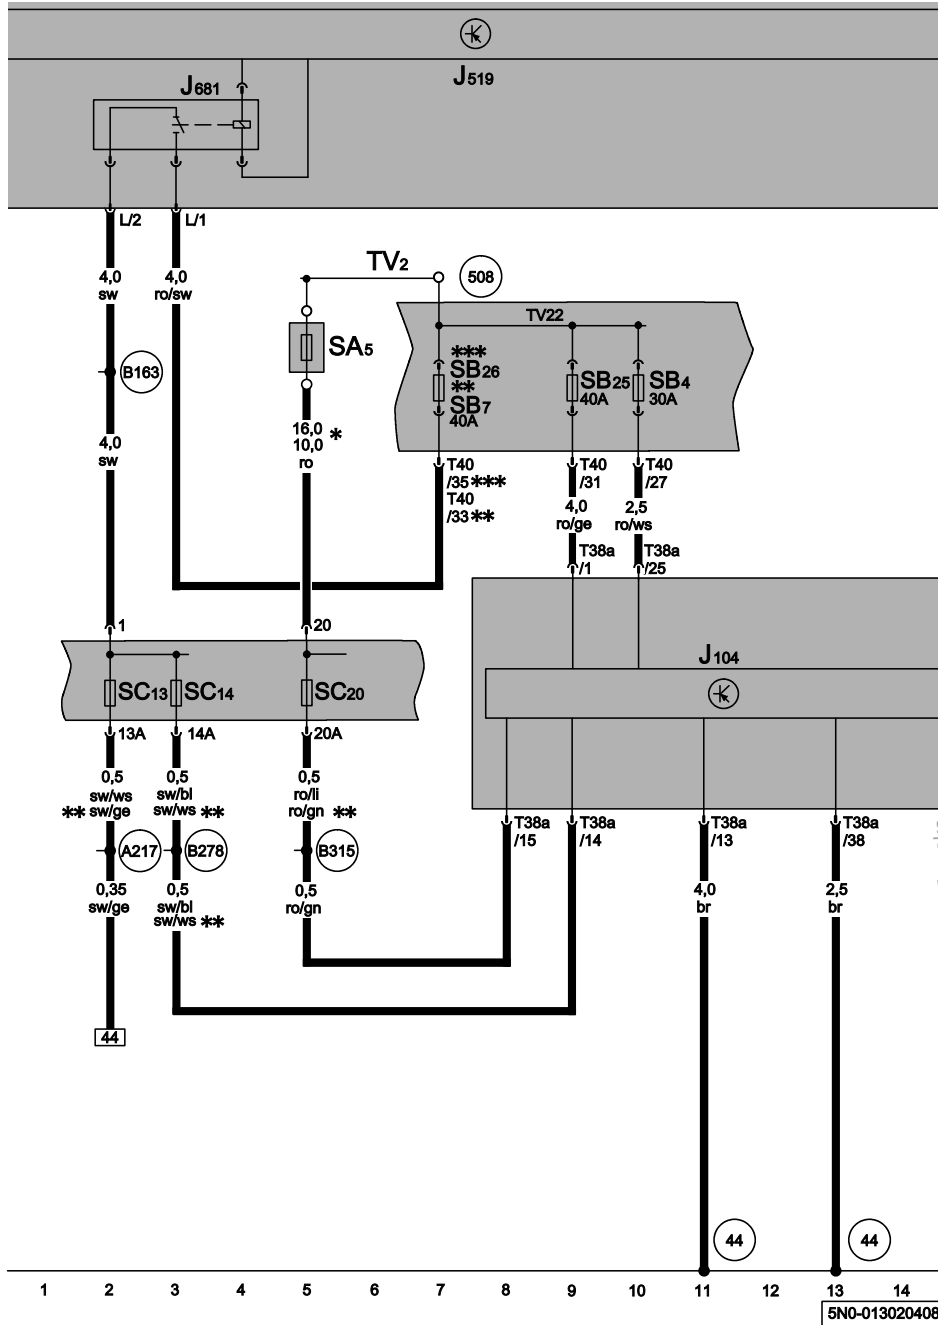 J519
J681
L/2
L/1
4,0
sw
4,0
ro/sw
TV2
508
TV22
SA5
***
SB26
**
SB7
40A
SB25
40A
SB4
30A
B163
4,0
sw
16,0 *
10,0
ro
T40
/35***
T40
/33**
T40
/31
T40
/27
4,0
ro/ge
2,5
ro/ws
T38a
/1
T38a
/25
1
20
J104
SC13
SC14
SC20
13A
14A
20A
0,5
sw/ws
** sw/ge
0,5
sw/bl
sw/ws **
0,5
ro/li
ro/gn **
T38a
/15
T38a
/14
T38a
/13
T38a
/38
A217
B278
B315
0,35
sw/ge
0,5
sw/bl
sw/ws **
0,5
ro/gn
4,0
br
2,5
br
44
44
44
1 2 3 4 5 6 7 8 9 10 11 12 13 14
5N0-013020408